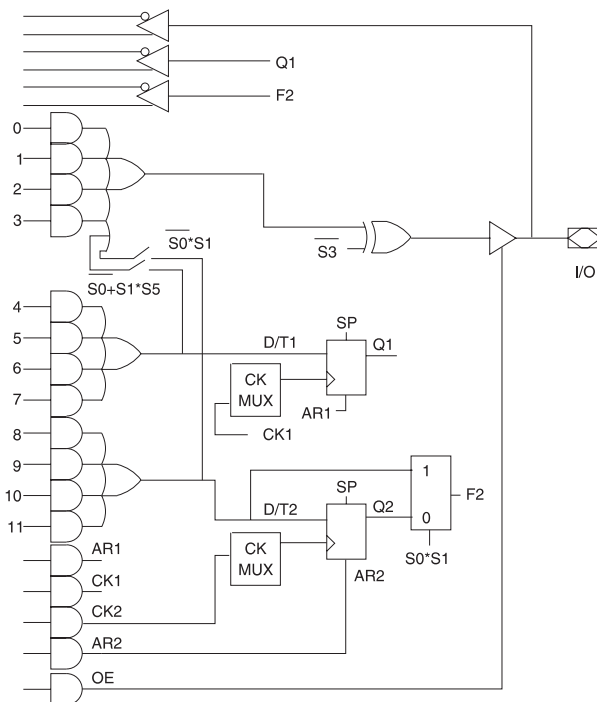 Q1
F2
0
1
2
3
S0*S1
S3
I/O
S0+S1*S5
4
5
6
7
D/T1
SP
Q1
CK
MUX
AR1
CK1
8
9
10
11
D/T2
SP
Q2
1
0
F2
S0*S1
CK
MUX
AR2
AR1
CK1
CK2
AR2
OE